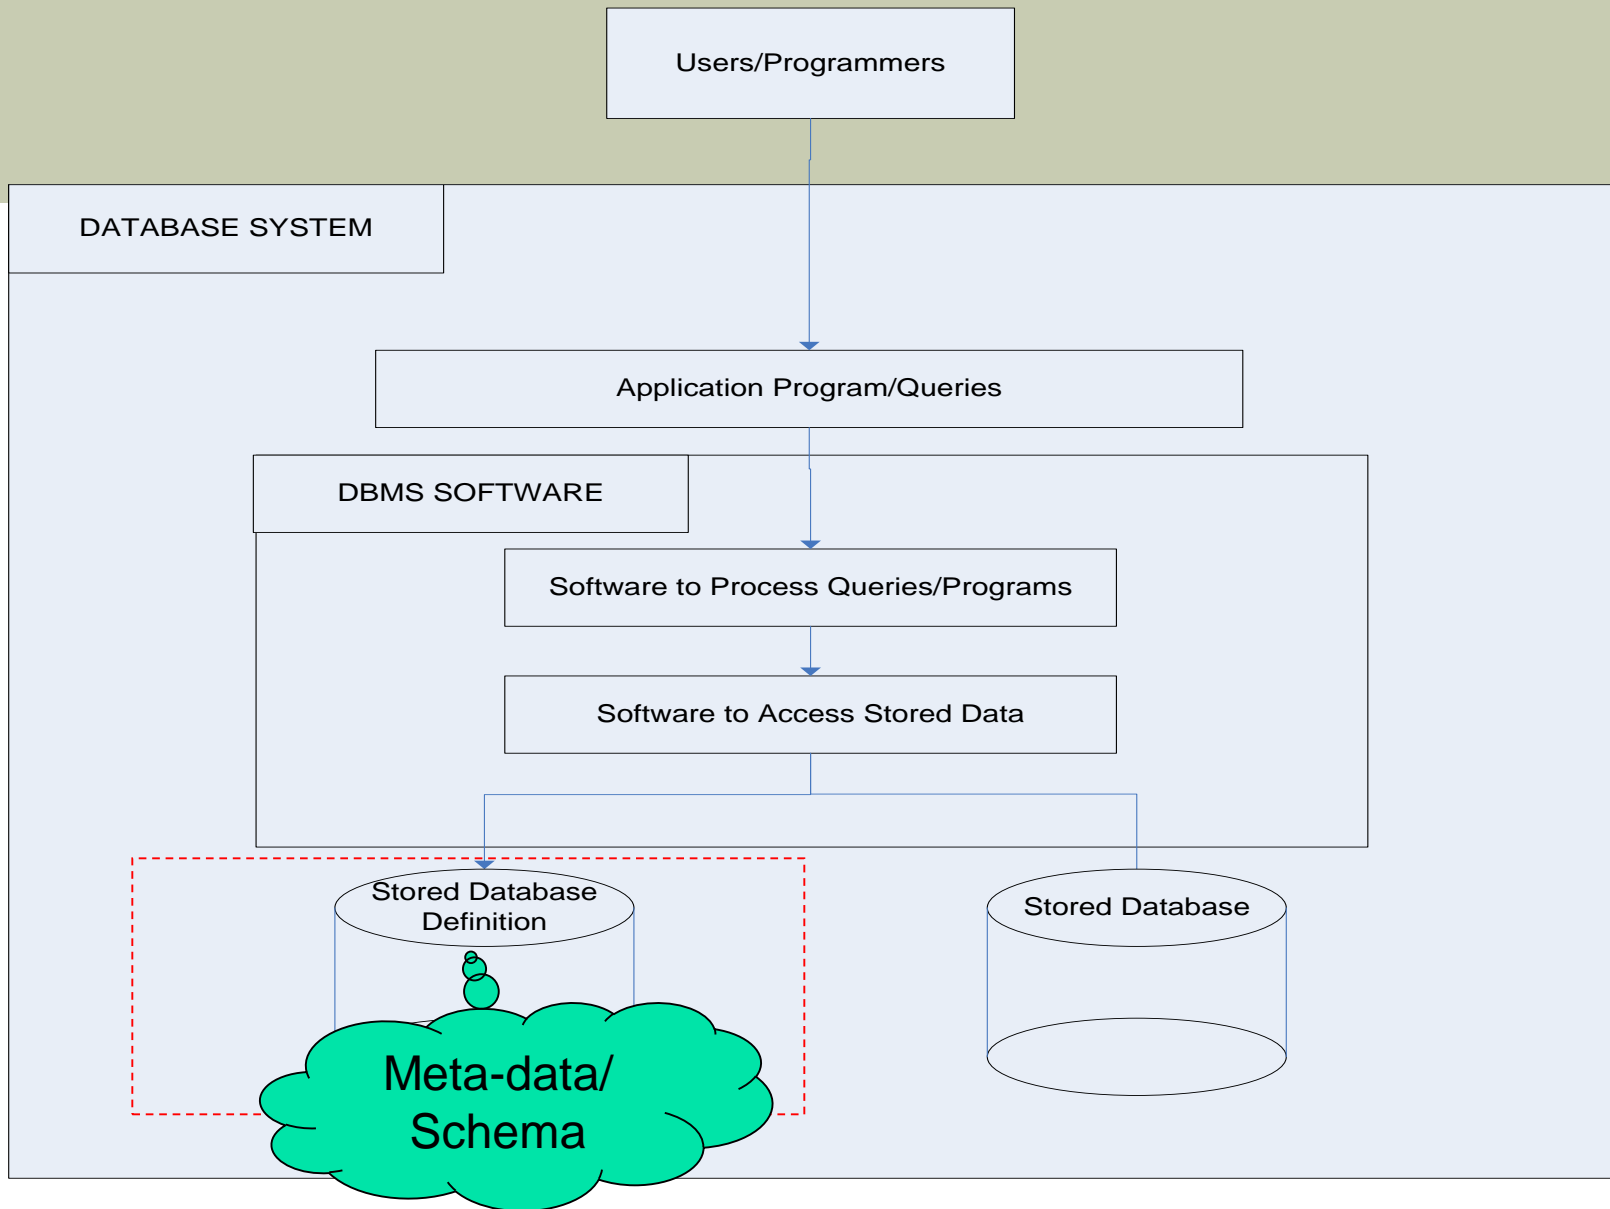 Users/Programmers
DATABASE SYSTEM
Application Program/Queries
DBMS SOFTWARE
Software to Process Queries/Programs
Software to Access Stored Data
Stored Database
Definition
Stored Database
Meta-data/
Schema